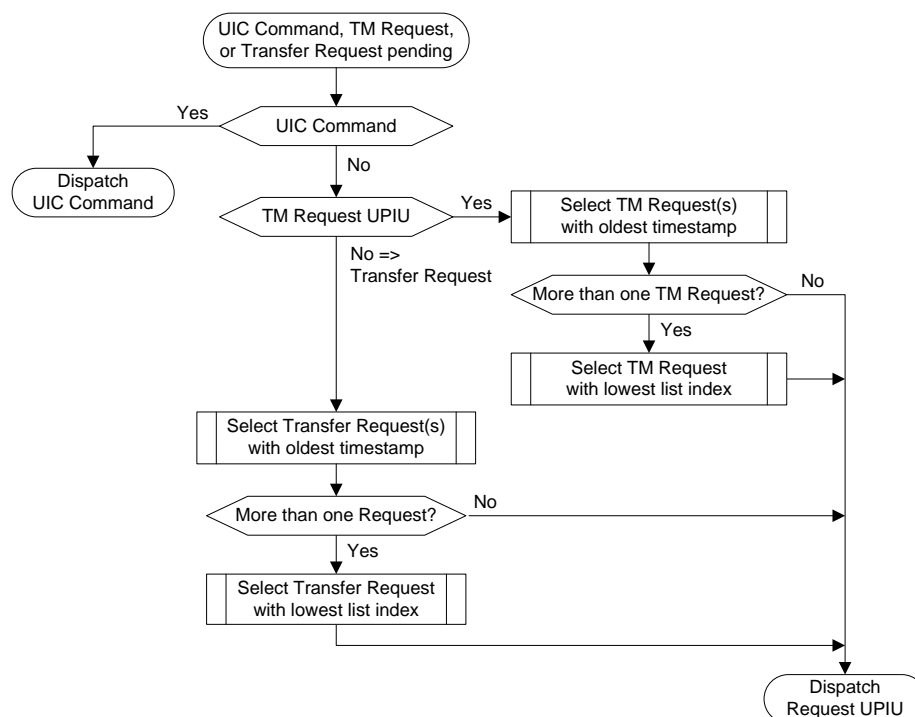 UIC Command, TM Request,
or Transfer Request pending
Yes
UIC Command
No
Dispatch
UIC Command
TM Request UPIU
Yes
Select TM Request(s)
with oldest timestamp
No =>
Transfer Request
More than one TM Request?
No
Yes
Select TM Request
with lowest list index
Select Transfer Request(s)
with oldest timestamp
More than one Request?
No
Yes
Select Transfer Request
with lowest list index
Dispatch
Request UPIU